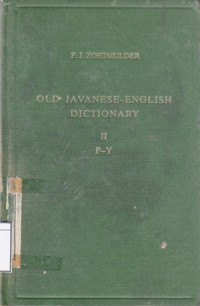 P. J. ZOETMULDER
OLD JAVANESE-ENGLISH
DICTIONARY
II
P–Y